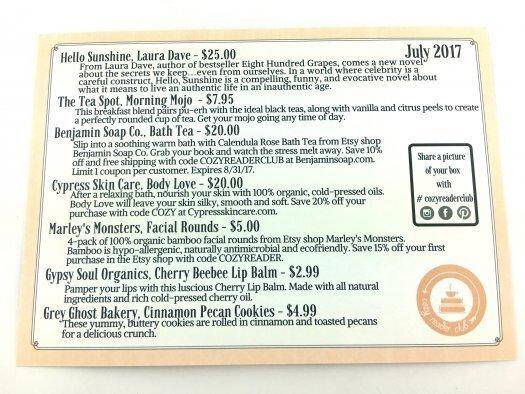 July 2017
Hello Sunshine, Laura Dave - $25.00
From Laura Dave, author of bestseller Eight Hundred Grapes, comes a new novel
about the secrets we keep...even from ourselves. In a world where celebrity is a
careful construct, Hello, Sunshine is a compelling, funny, and evocative novel about
what it means to live an authentic life in an inauthentic age.
The Tea Spot, Morning Mojo - $7.95
This breakfast blend pairs pu-erh with the ideal black teas, along with vanilla and citrus peels to create
a perfectly rounded cup of tea. Get your mojo going any time of day.
Benjamin Soap Co., Bath Tea - $20.00
Slip into a soothing warm bath with Calendula Rose Bath Tea from Etsy shop
Benjamin Soap Co. Grab your book and watch the stress melt away. Save 10%
off and free shipping with code COZYREADERCLUB at Benjaminsoap.com.
Limit 1 coupon per customer. Expires 8/31/17.
Cypress Skin Care, Body Love - $20.00
After a relaxing bath, nourish your skin with 100% organic, cold-pressed oils.
Body Love will leave your skin silky, smooth and soft. Save 20% off your
purchase with code COZY at Cypressskincare.com.
Marley's Monsters, Facial Rounds - $5.00
4-pack of 100% organic bamboo facial rounds from Etsy shop Marley's Monsters.
Bamboo is hypo-allergenic, naturally antimicrobial and ecofriendly. Save 15% off your first
purchase in the Etsy shop with code COZYREADER.
Gypsy Soul Organics, Cherry Beebee Lip Balm - $2.99
Pamper your lips with this luscious Cherry Lip Balm. Made with all natural
ingredients and rich cold-pressed cherry oil.
Grey Ghost Bakery, Cinnamon Pecan Cookies - $4.99
These yummy, buttery cookies are rolled in cinnamon and toasted pecans
for a delicious crunch.
Share a picture
of your box
with
# cozyreaderclub
cozy reader club